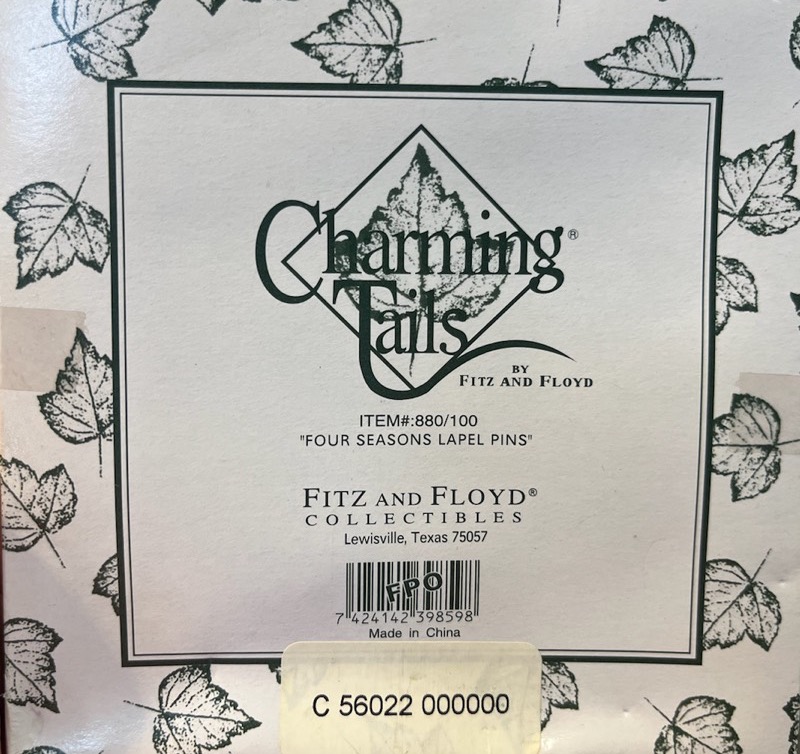 Charming®
Tails
BY
FITZ AND FLOYD
ITEM#:880/100
"FOUR SEASONS LAPEL PINS"
FITZ AND FLOYD®
COLLECTIBLES
Lewisville, Texas 75057
FPO
7 424142 398598
Made in China
C 56022 000000